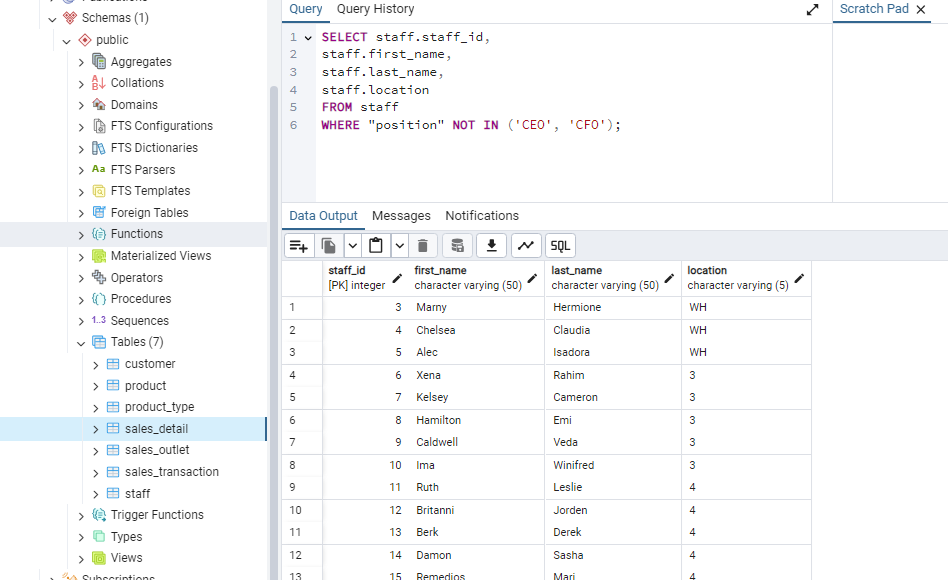 Schemas (1)
public
Aggregates
Collations
Domains
FTS Configurations
FTS Dictionaries
Aa FTS Parsers
FTS Templates
Foreign Tables
Functions
Materialized Views
Operators
Procedures
1..3 Sequences
Tables (7)
customer
product
product_type
sales_detail
sales_outlet
sales_transaction
staff
Trigger Functions
Types
Views
Subscriptions
Query Query History
Scratch Pad
1 SELECT staff.staff_id,
2 staff.first_name,
3 staff.last_name,
4 staff.location
5 FROM staff
6 WHERE "position" NOT IN ('CEO', 'CFO');
Data Output Messages Notifications
SQL
staff_id first_name last_name location
[PK] integer character varying (50) character varying (50) character varying (5)
1 3 Marny Hermione WH
2 4 Chelsea Claudia WH
3 5 Alec Isadora WH
4 6 Xena Rahim 3
5 7 Kelsey Cameron 3
6 8 Hamilton Emi 3
7 9 Caldwell Veda 3
8 10 Ima Winifred 3
9 11 Ruth Leslie 4
10 12 Britanni Jorden 4
11 13 Berk Derek 4
12 14 Damon Sasha 4
13 15 Remedios Mari 4